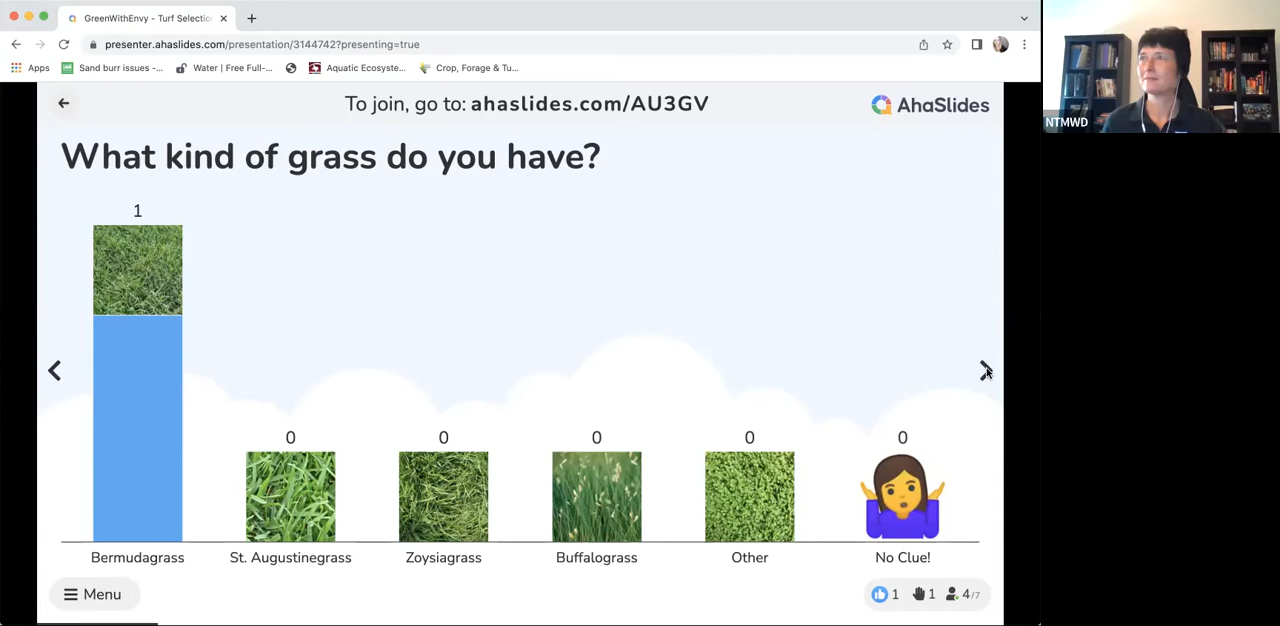 GreenWithEnvy - Turf Selectio
presenter.ahaslides.com/presentation/3144742?presenting=true
Apps
Sand burr issues -...
Water | Free Full-...
Aquatic Ecosyste...
Crop, Forage & Tu...
To join, go to: ahaslides.com/AU3GV
AhaSlides
NTMWD
What kind of grass do you have?
1
0
0
0
0
0
Bermudagrass
St. Augustinegrass
Zoysiagrass
Buffalograss
Other
No Clue!
Menu
1
1
4/7